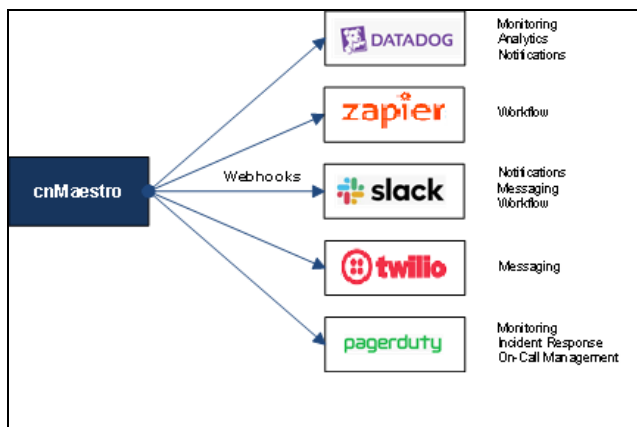 DATADOG
Monitoring
Analytics
Notifications
zapier
Workflow
cnMaestro
Webhooks
slack
Notifications
Messaging
Workflow
twilio
Messaging
pagerduty
Monitoring
Incident Response
On-Call Management